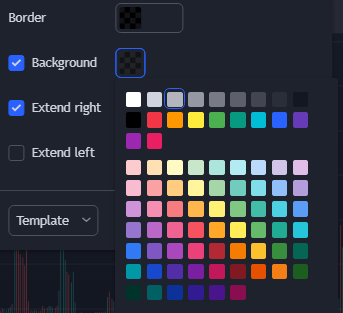 Border
Background
Extend right
Extend left
Template